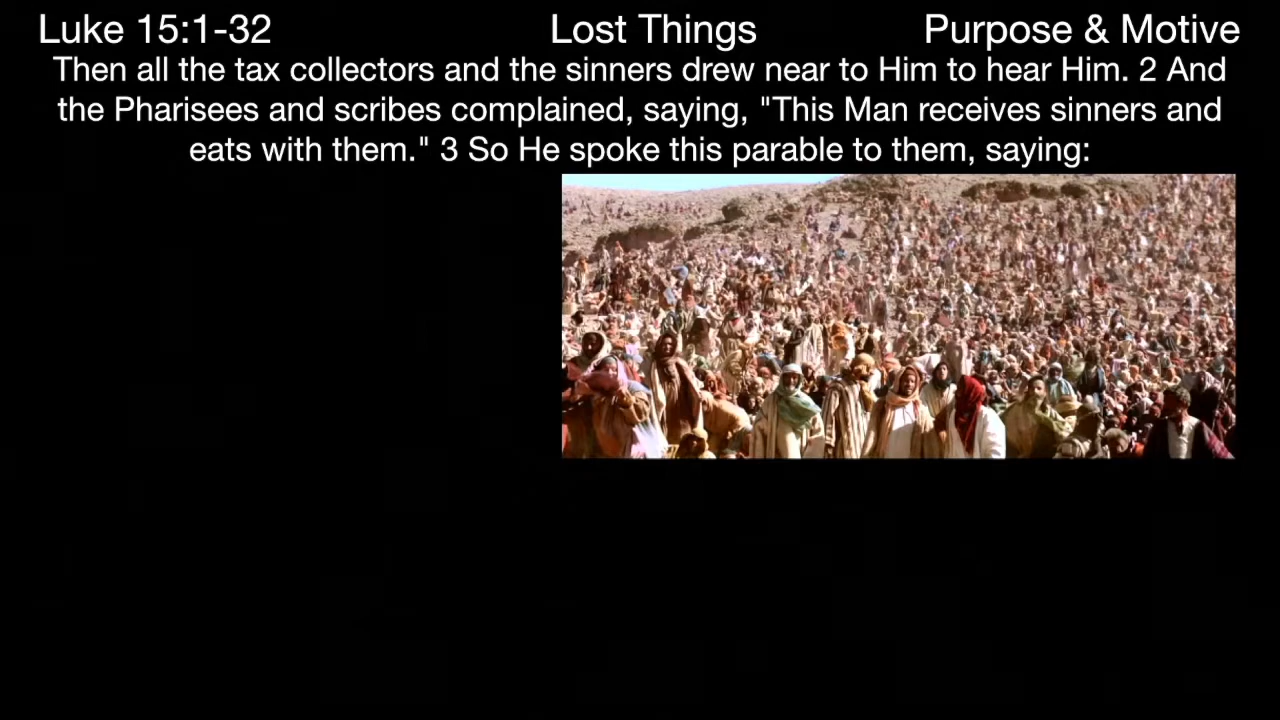 Luke 15:1-32 Lost Things Purpose & Motive
Then all the tax collectors and the sinners drew near to Him to hear Him. 2 And
the Pharisees and scribes complained, saying, "This Man receives sinners and
eats with them." 3 So He spoke this parable to them, saying: